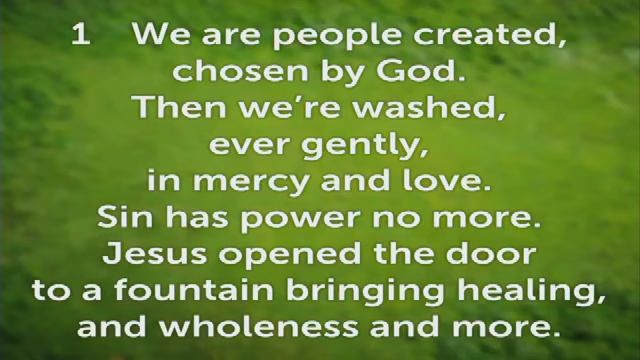 1 We are people created,
chosen by God.
Then we're washed,
ever gently,
in mercy and love.
Sin has power no more.
Jesus opened the door
to a fountain bringing healing,
and wholeness and more.